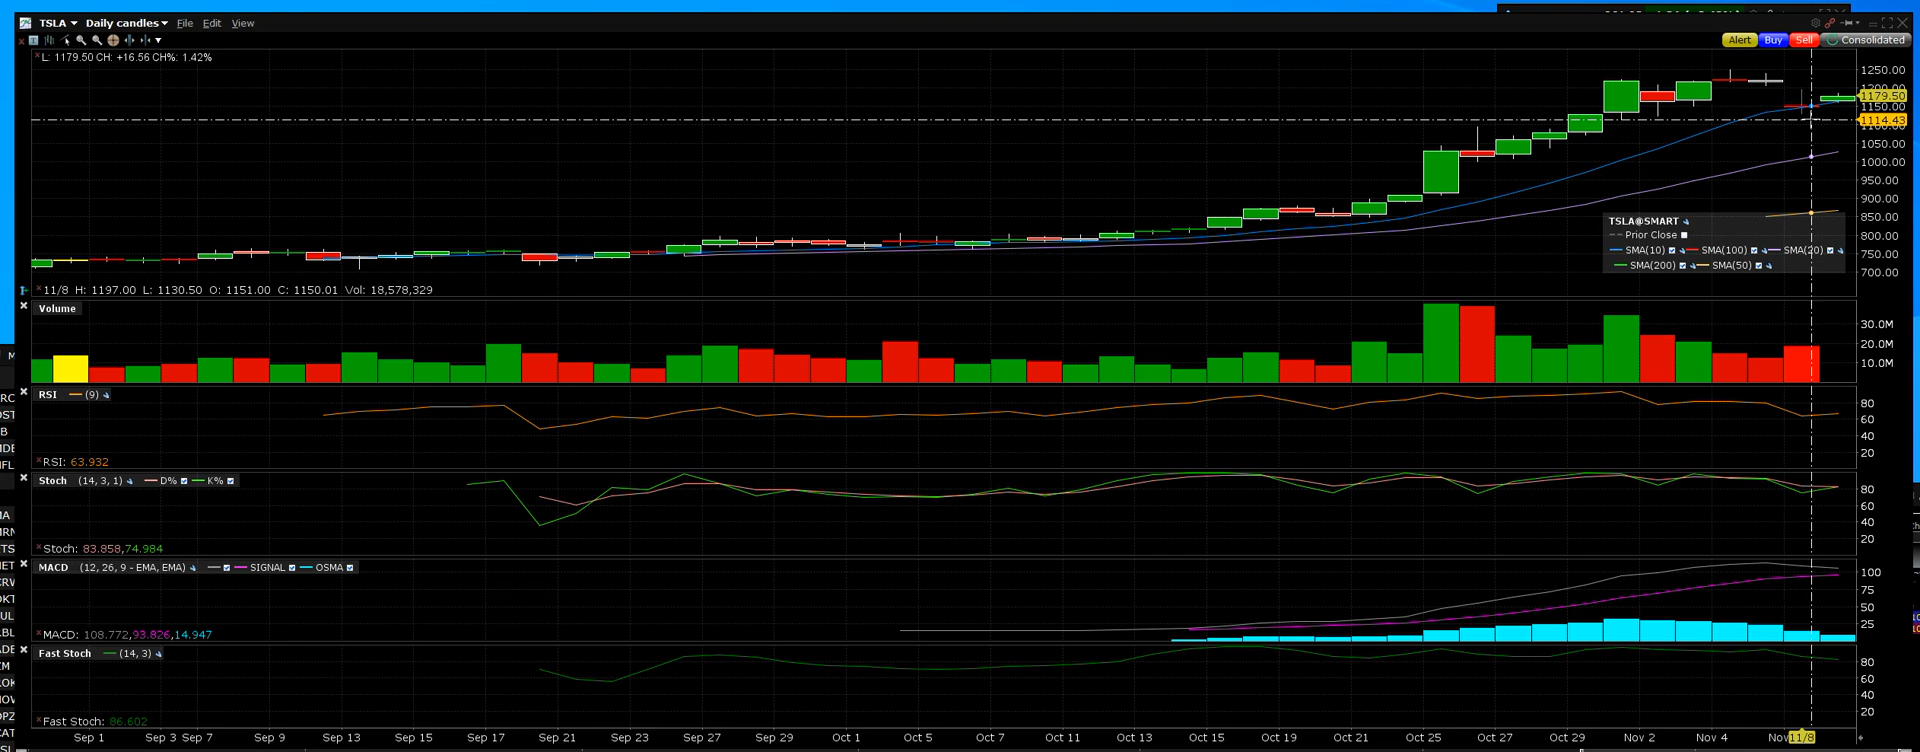 TSLA Daily candles File Edit View
Alert Buy Sell Consolidated
L: 1179.50 CH: +16.56 CH%: 1.42%
1250.00
1179.50
1150.00
1114.43
1100.00
1050.00
1000.00
950.00
900.00
850.00
800.00
750.00
700.00
TSLA@SMART
Prior Close
SMA(10) SMA(100) SMA(20)
SMA(200) SMA(50)
11/8 H: 1197.00 L: 1130.50 O: 1151.00 C: 1150.01 Vol: 18,578,329
Volume
30.0M
20.0M
10.0M
RSI (9)
80
60
40
20
RSI: 63.932
Stoch (14, 3, 1) D% K%
80
60
40
20
Stoch: 83.858,74.984
MACD (12, 26, 9 - EMA, EMA) SIGNAL OSMA
100
75
50
25
MACD: 108.772,93.826,14.947
Fast Stoch (14, 3)
80
60
40
20
Fast Stoch: 86.602
Sep 1 Sep 3 Sep 7 Sep 9 Sep 13 Sep 15 Sep 17 Sep 21 Sep 23 Sep 27 Sep 29 Oct 1 Oct 5 Oct 7 Oct 11 Oct 13 Oct 15 Oct 19 Oct 21 Oct 25 Oct 27 Oct 29 Nov 2 Nov 4 Nov 11/8